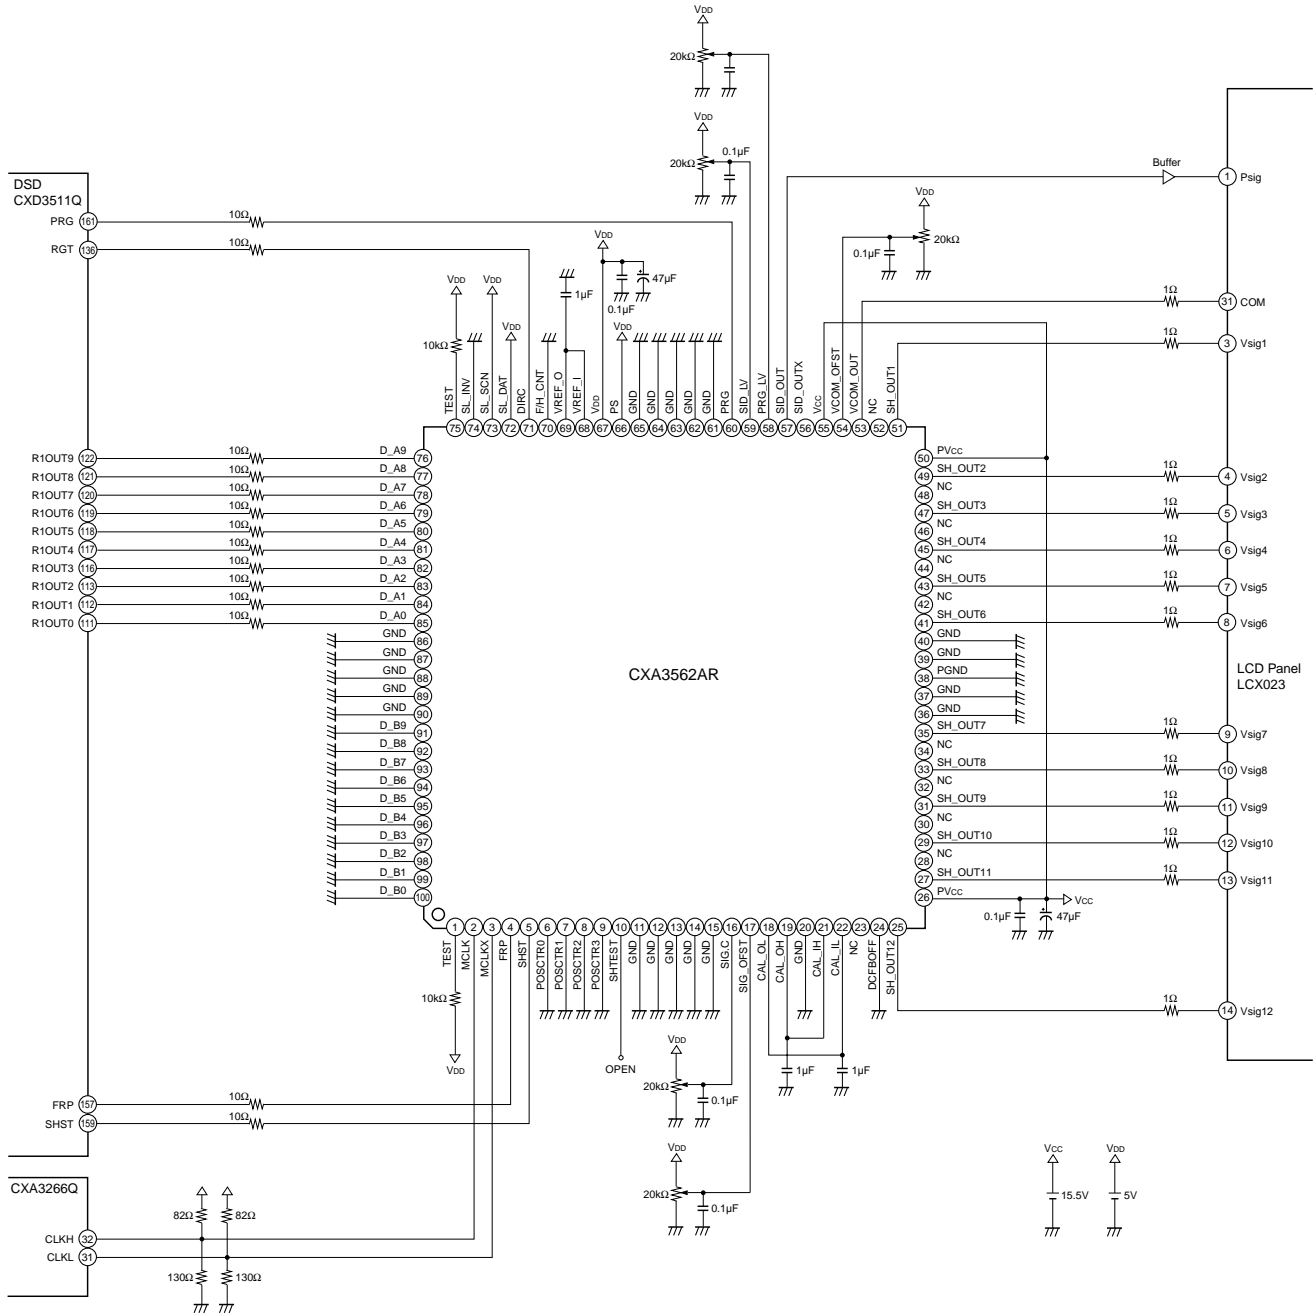 VDD
20kΩ
VDD
0.1µF
20kΩ
DSD
CXD3511Q
PRG 161
10Ω
RGT 136
10Ω
Buffer
1 Psig
VDD
20kΩ
0.1µF
1Ω
31 COM
1Ω
3 Vsig1
VDD
10kΩ
VDD
VDD
1µF
VDD
0.1µF
47µF
VDD
TEST
SL_INV
SL_SCN
SL_DAT
DIRC
F/H_CNT
VREF_O
VREF_I
VDD
PS
GND
GND
GND
GND
GND
PRG
SID_LV
PRG_LV
SID_OUT
SID_OUTX
VCC
VCOM_OFST
VCOM_OUT
NC
SH_OUT1
75 74 73 72 71 70 69 68 67 66 65 64 63 62 61 60 59 58 57 56 55 54 53 52 51
R1OUT9 122 10Ω D_A9 76
R1OUT8 121 10Ω D_A8 77
R1OUT7 120 10Ω D_A7 78
R1OUT6 119 10Ω D_A6 79
R1OUT5 118 10Ω D_A5 80
R1OUT4 117 10Ω D_A4 81
R1OUT3 116 10Ω D_A3 82
R1OUT2 113 10Ω D_A2 83
R1OUT1 112 10Ω D_A1 84
R1OUT0 111 10Ω D_A0 85
GND 86
GND 87
GND 88
GND 89
GND 90
D_B9 91
D_B8 92
D_B7 93
D_B6 94
D_B5 95
D_B4 96
D_B3 97
D_B2 98
D_B1 99
D_B0 100
CXA3562AR
50 PVCC
49 SH_OUT2 1Ω 4 Vsig2
48 NC
47 SH_OUT3 1Ω 5 Vsig3
46 NC
45 SH_OUT4 1Ω 6 Vsig4
44 NC
43 SH_OUT5 1Ω 7 Vsig5
42 NC
41 SH_OUT6 1Ω 8 Vsig6
40 GND
39 GND
38 PGND
37 GND
36 GND
LCD Panel
LCX023
35 SH_OUT7 1Ω 9 Vsig7
34 NC
33 SH_OUT8 1Ω 10 Vsig8
32 NC
31 SH_OUT9 1Ω 11 Vsig9
30 NC
29 SH_OUT10 1Ω 12 Vsig10
28 NC
27 SH_OUT11 1Ω 13 Vsig11
26 PVCC
VCC
0.1µF
47µF
1 2 3 4 5 6 7 8 9 10 11 12 13 14 15 16 17 18 19 20 21 22 23 24 25
TEST
MCLK
MCLKX
FRP
SHST
POSCTR0
POSCTR1
POSCTR2
POSCTR3
SHTEST
GND
GND
GND
GND
GND
SIG.C
SIG_OFST
CAL_OL
CAL_OH
GND
CAL_IH
CAL_IL
NC
DCFBOFF
SH_OUT12
10kΩ
VDD
OPEN
1Ω
14 Vsig12
1µF
1µF
VDD
20kΩ
0.1µF
FRP 157 10Ω
SHST 159 10Ω
VDD
20kΩ
0.1µF
CXA3266Q
82Ω
82Ω
CLKH 32
CLKL 31
130Ω
130Ω
VCC
15.5V
VDD
5V